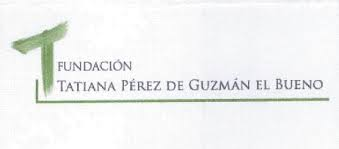 FUNDACIÓN
TATIANA PÉREZ DE GUZMÁN EL BUENO